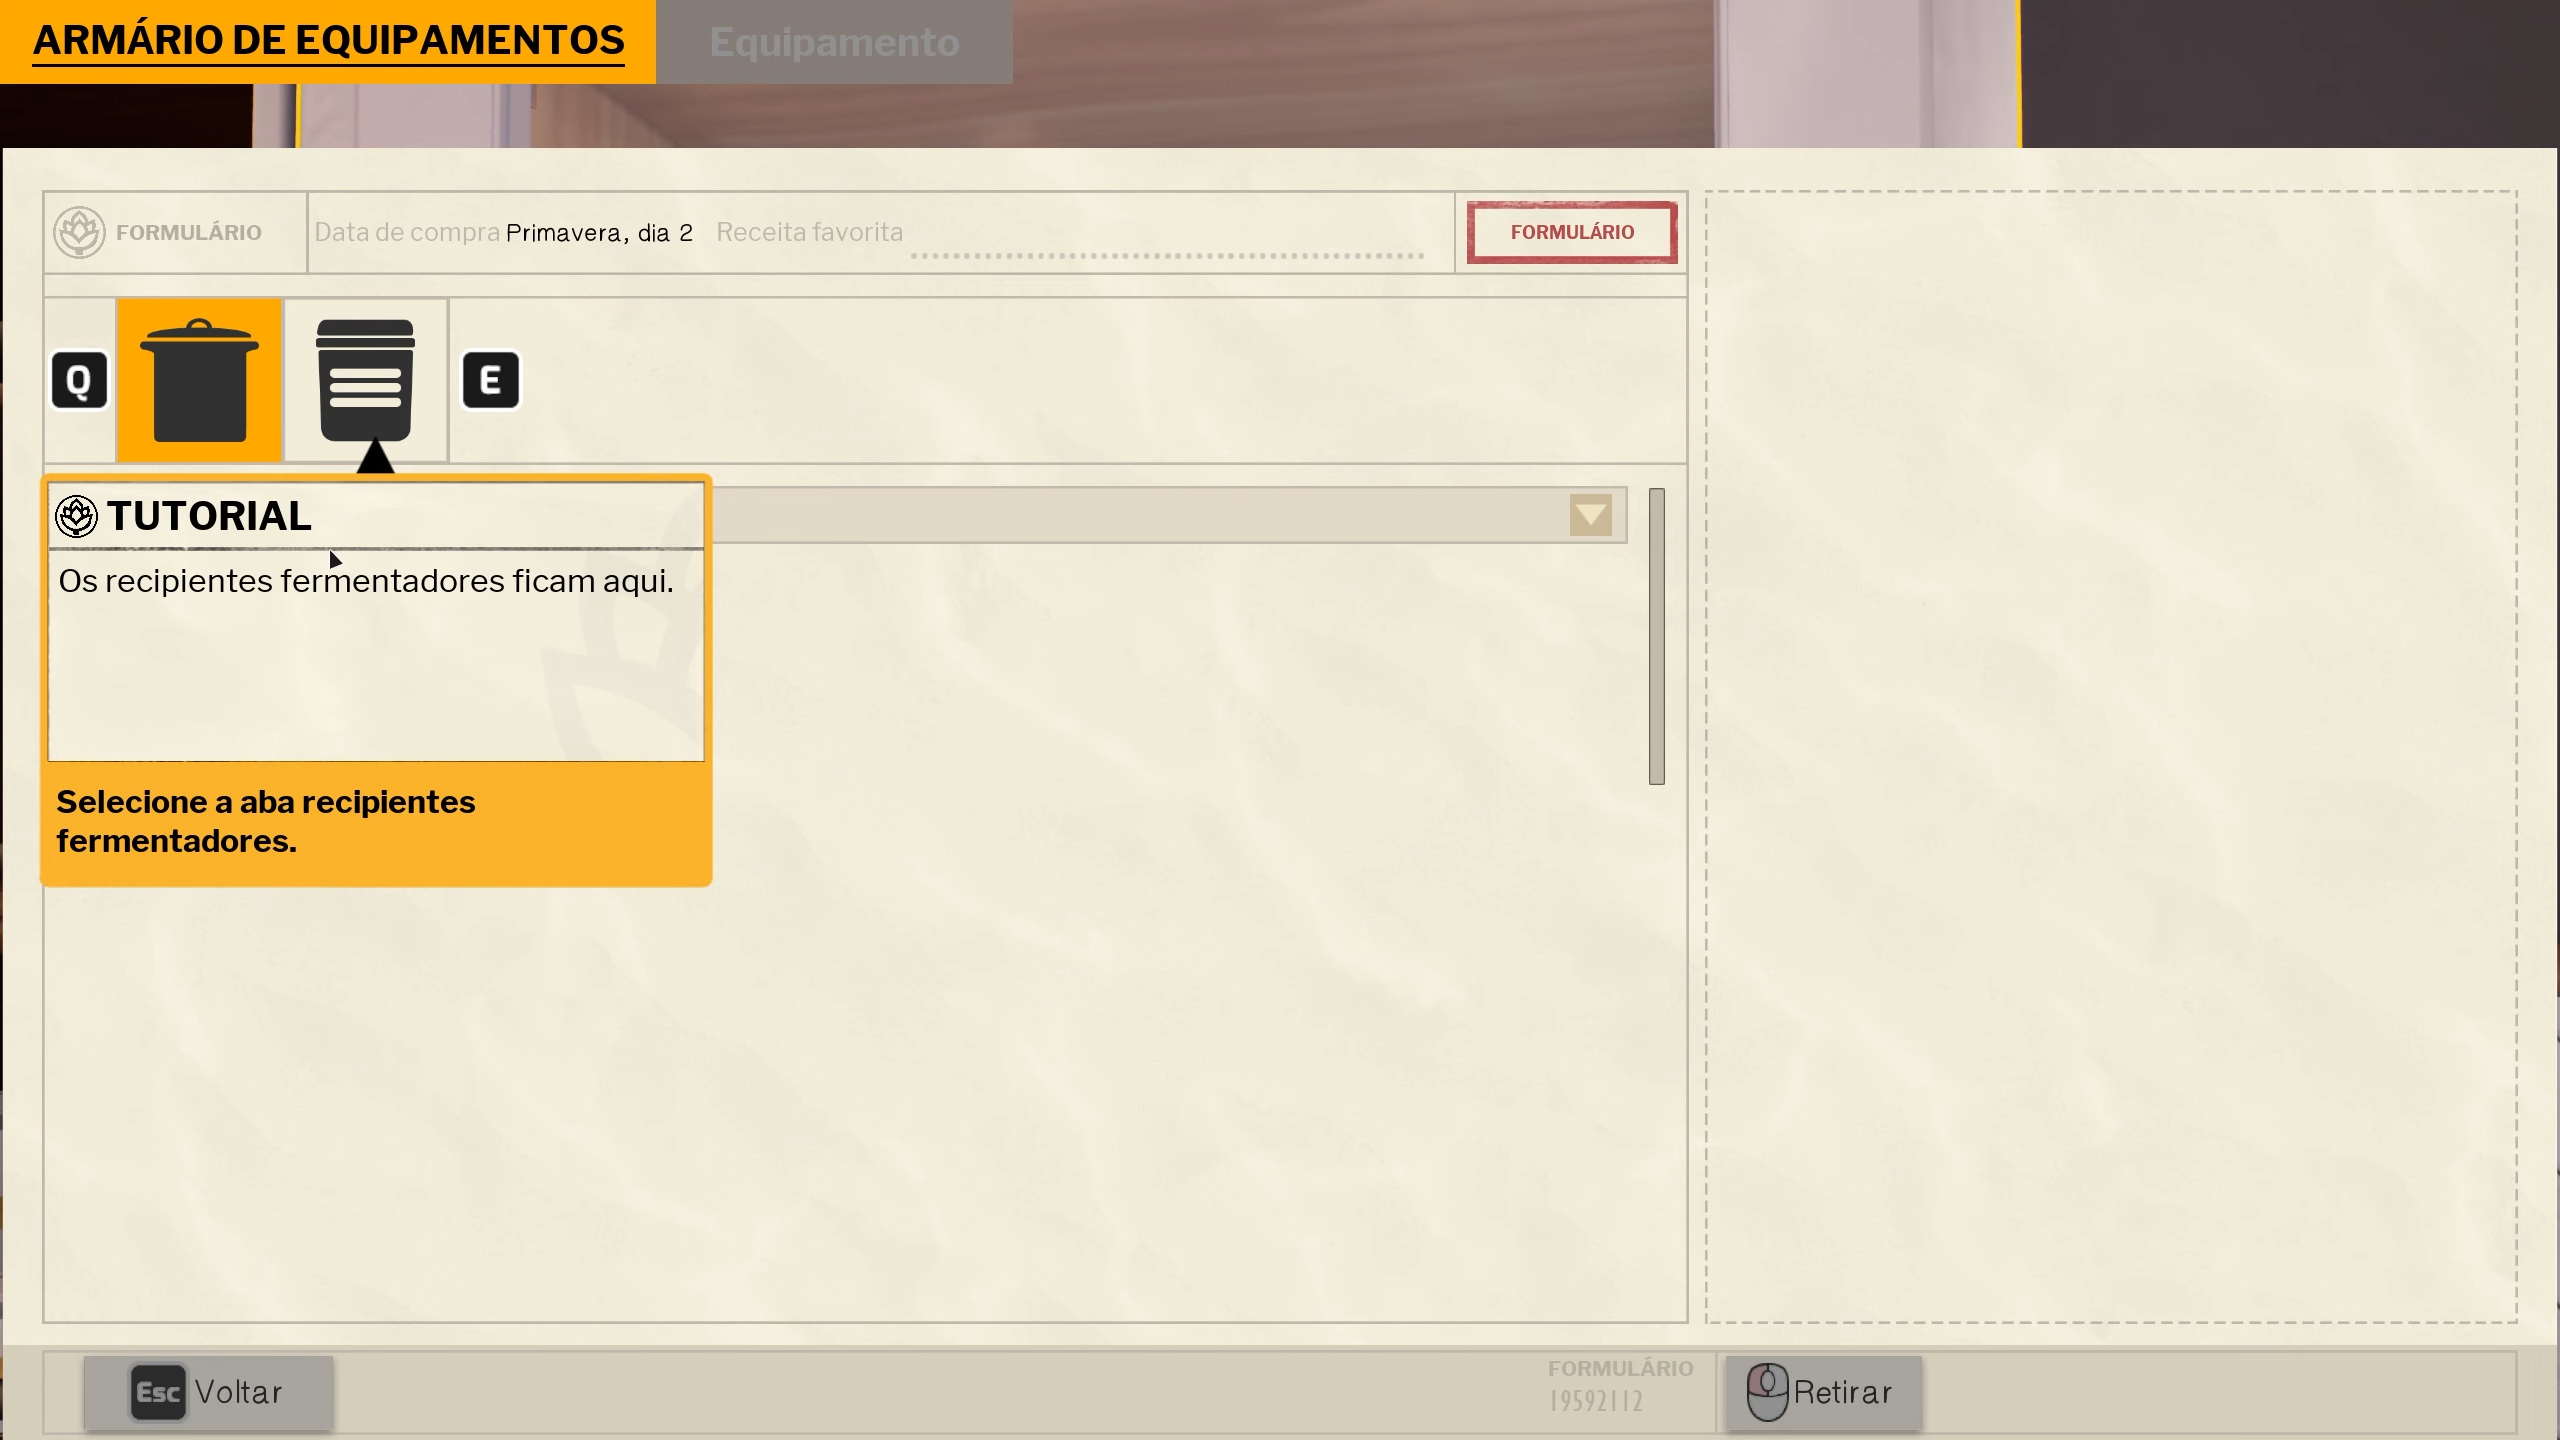 ARMÁRIO DE EQUIPAMENTOS
Equipamento
FORMULÁRIO
Data de compra Primavera, dia 2 Receita favorita
FORMULÁRIO
Q
E
TUTORIAL
Os recipientes fermentadores ficam aqui.
Selecione a aba recipientes
fermentadores.
Esc Voltar
FORMULÁRIO
19592112
Retirar